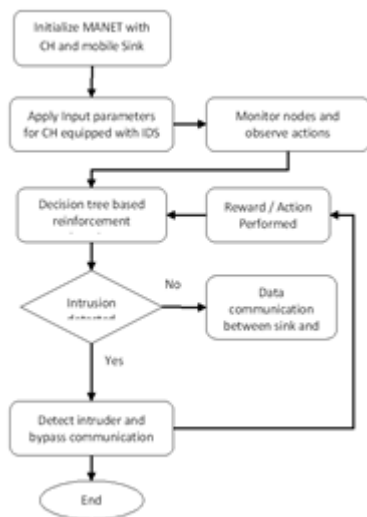 Initialize MANET with
CH and mobile Sink
Apply Input parameters
for CH equipped with IDS
Monitor nodes and
observe actions
Decision tree based
reinforcement
Reward / Action
Performed
Intrusion
detected
No
Data
communication
between sink and
Yes
Detect intruder and
bypass communication
End